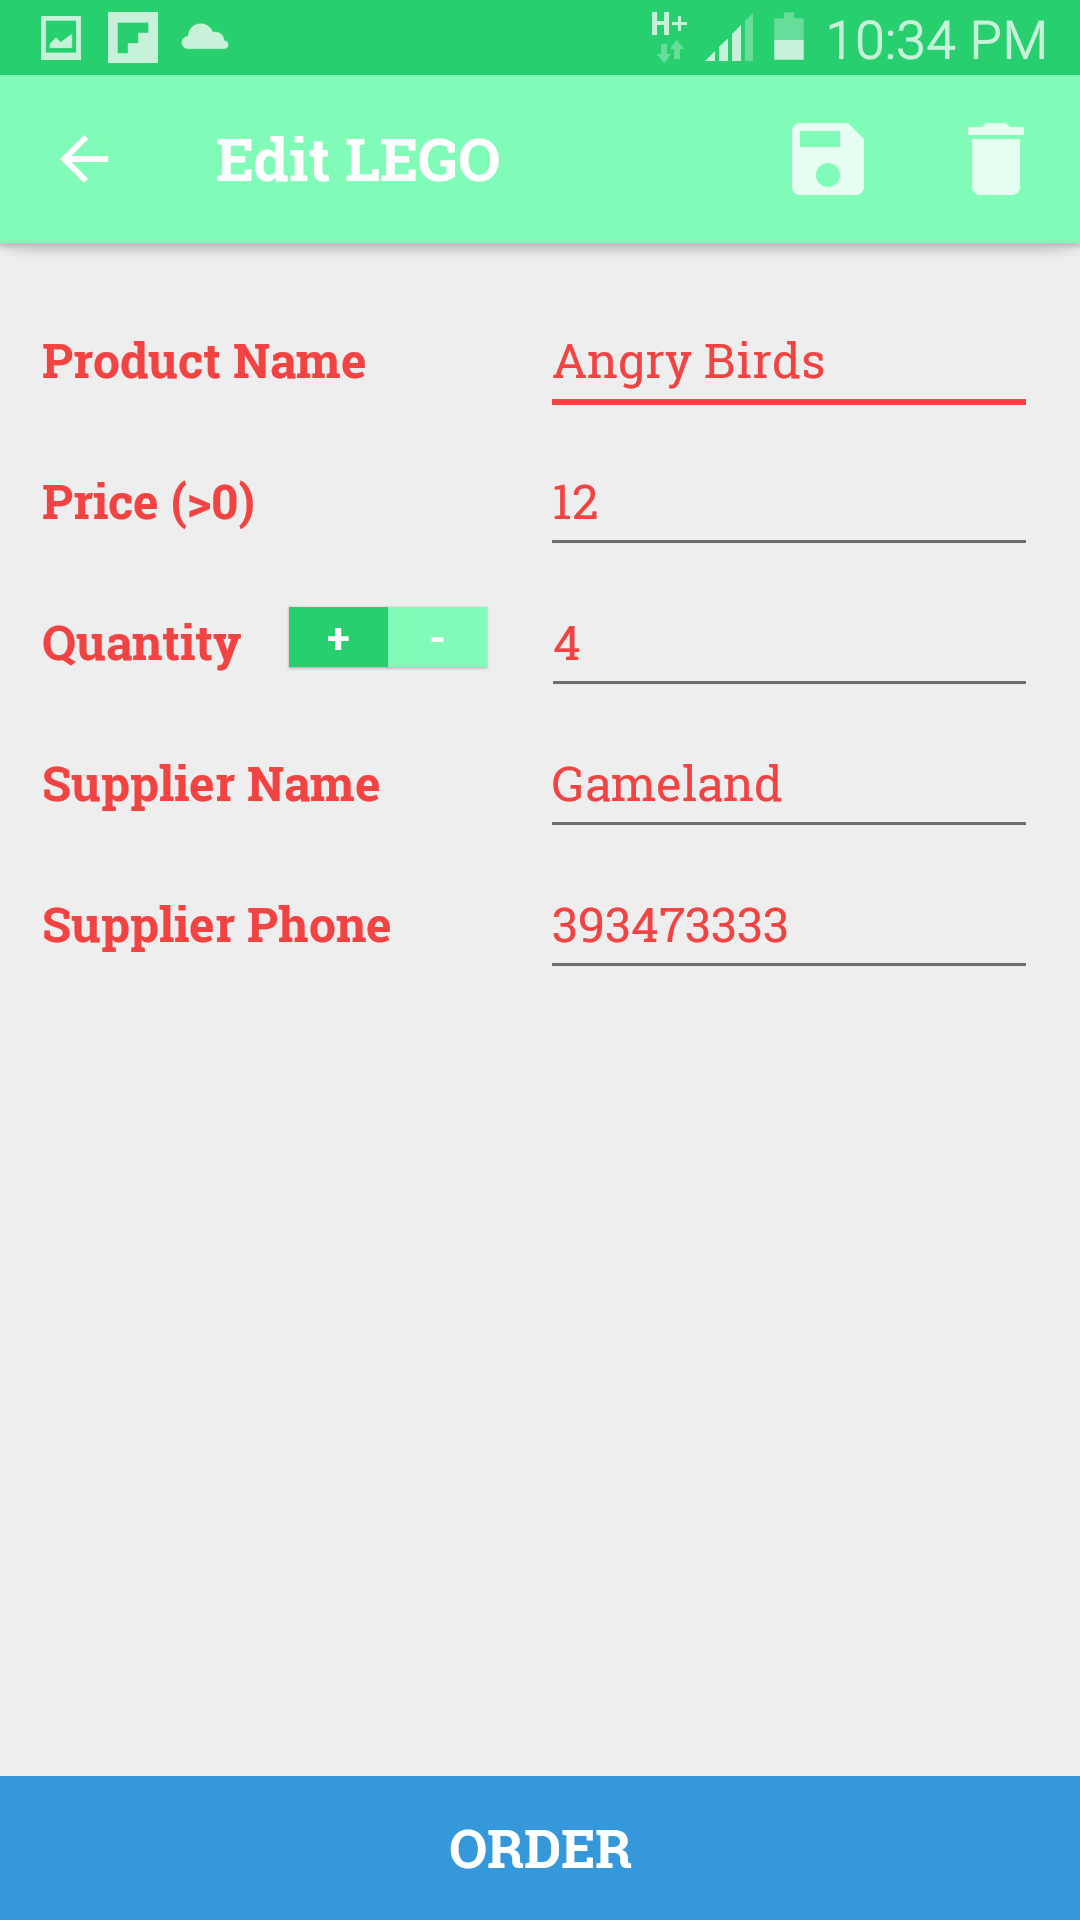 H+ 10:34 PM
Edit LEGO
Product Name Angry Birds
Price (>0) 12
Quantity + - 4
Supplier Name Gameland
Supplier Phone 393473333
ORDER